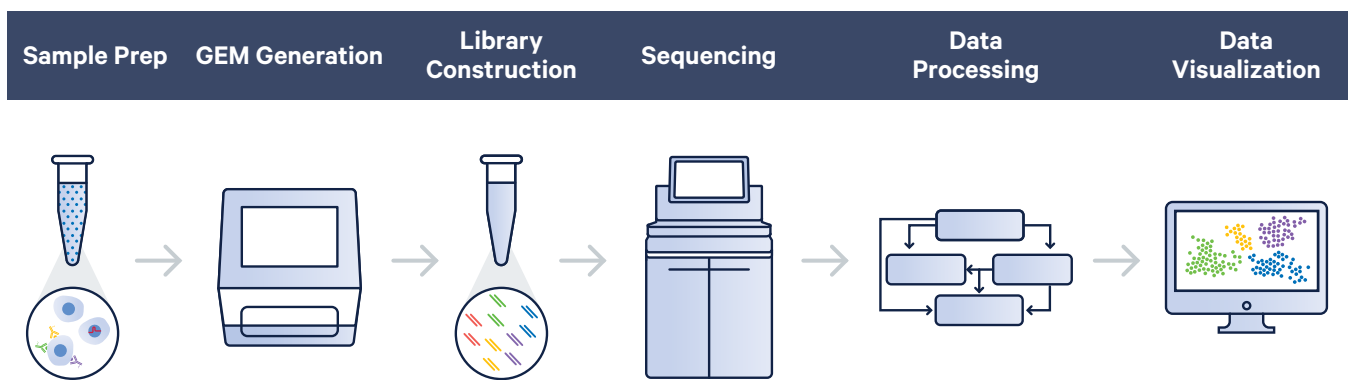 Sample Prep
GEM Generation
Library
Construction
Sequencing
Data
Processing
Data
Visualization